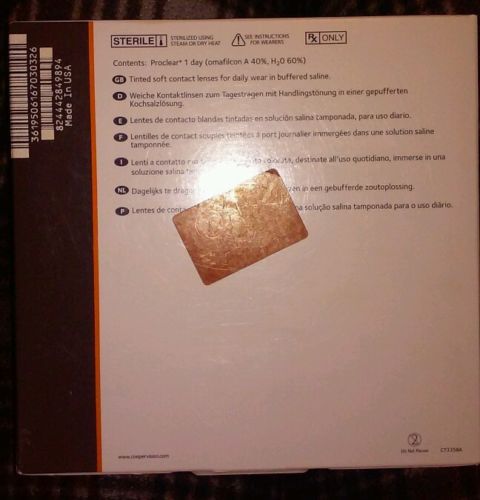 STERILE
STERILIZED USING
STEAM OR DRY HEAT
SEE INSTRUCTIONS
FOR WEARERS
Rx ONLY
Contents: Proclear® 1 day (omafilcon A 40%, H₂O 60%)
GB Tinted soft contact lenses for daily wear in buffered saline.
D Weiche Kontaktlinsen zum Tagestragen mit Handlingstönung in einer gepufferten
Kochsalzlösung.
E Lentes de contacto blandas tintadas en solución salina tamponada, para uso diario.
F Lentilles de contact souples teintées à port journalier immergées dans une solution saline
tamponnée.
I Lenti a contatto colorata, destinate all'uso quotidiano, immerse in una
soluzione salina
NL Dagelijks te in een gebufferde zoutoplossing.
P Lentes de solução salina tamponada para o uso diário.
3619506167030326
824442849894
Made In USA
www.coopervision.com
2
Do Not Reuse